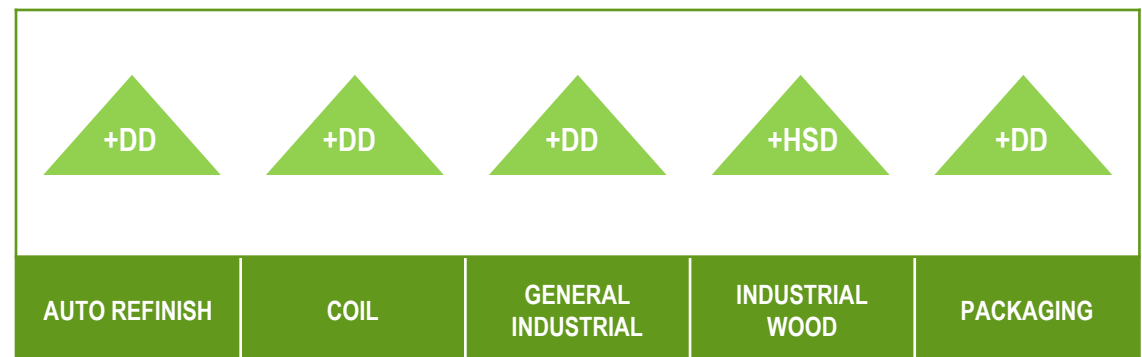 +DD
+DD
+DD
+HSD
+DD
AUTO REFINISH
COIL
GENERAL
INDUSTRIAL
INDUSTRIAL
WOOD
PACKAGING